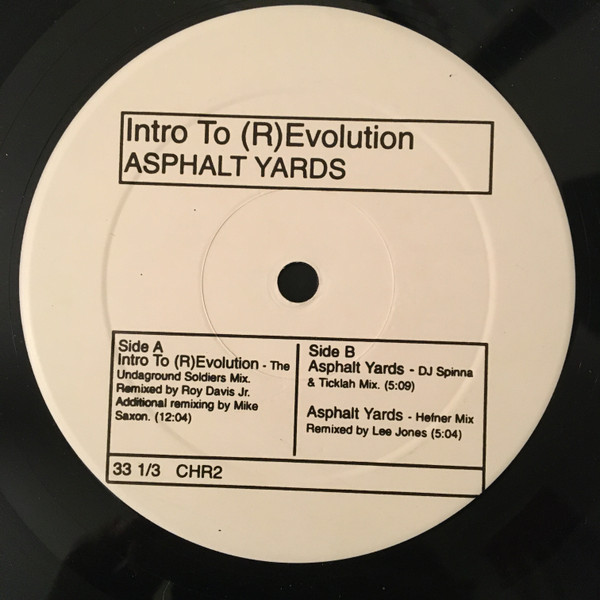 Intro To (R)Evolution
ASPHALT YARDS
Side A
Intro To (R)Evolution - The
Undaground Soldiers Mix.
Remixed by Roy Davis Jr.
Additional remixing by Mike
Saxon. (12:04)
Side B
Asphalt Yards - DJ Spinna
& Ticklah Mix. (5:09)
Asphalt Yards - Hefner Mix
Remixed by Lee Jones (5:04)
33 1/3 CHR2